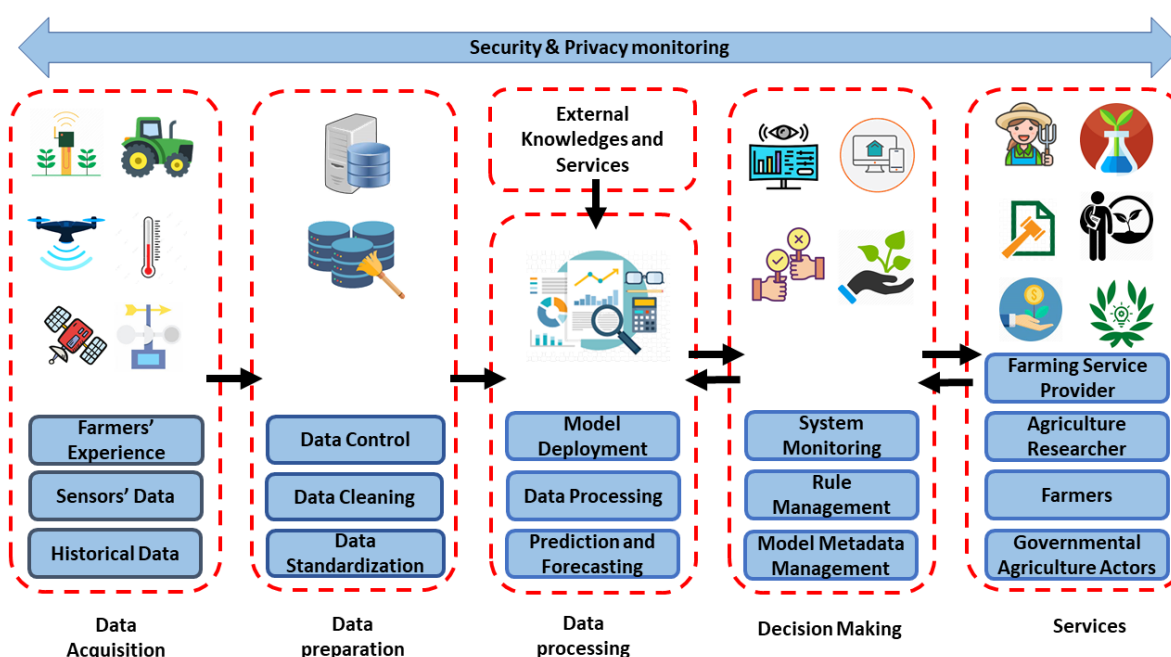 Security & Privacy monitoring
External
Knowledges and
Services
Farmers'
Experience
Sensors' Data
Historical Data
Data
Acquisition
Data Control
Data Cleaning
Data
Standardization
Data
preparation
Model
Deployment
Data Processing
Prediction and
Forecasting
Data
processing
System
Monitoring
Rule
Management
Model Metadata
Management
Decision Making
Farming Service
Provider
Agriculture
Researcher
Farmers
Governmental
Agriculture Actors
Services